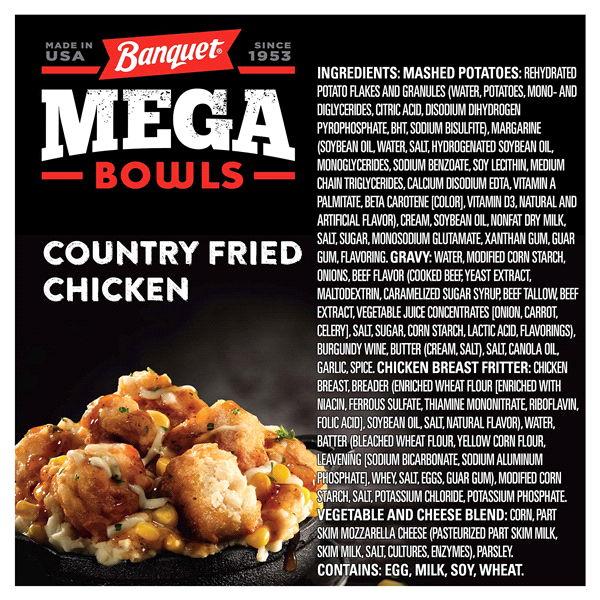 MADE IN
USA
Banquet®
SINCE
1953
MEGA
BOWLS
COUNTRY FRIED
CHICKEN
INGREDIENTS: MASHED POTATOES: REHYDRATED
POTATO FLAKES AND GRANULES (WATER, POTATOES, MONO- AND
DIGLYCERIDES, CITRIC ACID, DISODIUM DIHYDROGEN
PYROPHOSPHATE, BHT, SODIUM BISULFITE), MARGARINE
(SOYBEAN OIL, WATER, SALT, HYDROGENATED SOYBEAN OIL,
MONOGLYCERIDES, SODIUM BENZOATE, SOY LECITHIN, MEDIUM
CHAIN TRIGLYCERIDES, CALCIUM DISODIUM EDTA, VITAMIN A
PALMITATE, BETA CAROTENE [COLOR], VITAMIN D3, NATURAL AND
ARTIFICIAL FLAVOR), CREAM, SOYBEAN OIL, NONFAT DRY MILK,
SALT, SUGAR, MONOSODIUM GLUTAMATE, XANTHAN GUM, GUAR
GUM, FLAVORING. GRAVY: WATER, MODIFIED CORN STARCH,
ONIONS, BEEF FLAVOR (COOKED BEEF, YEAST EXTRACT,
MALTODEXTRIN, CARAMELIZED SUGAR SYRUP, BEEF TALLOW, BEEF
EXTRACT, VEGETABLE JUICE CONCENTRATES [ONION, CARROT,
CELERY], SALT, SUGAR, CORN STARCH, LACTIC ACID, FLAVORINGS),
BURGUNDY WINE, BUTTER (CREAM, SALT), SALT, CANOLA OIL,
GARLIC, SPICE. CHICKEN BREAST FRITTER: CHICKEN
BREAST, BREADER (ENRICHED WHEAT FLOUR [ENRICHED WITH
NIACIN, FERROUS SULFATE, THIAMINE MONONITRATE, RIBOFLAVIN,
FOLIC ACID], SOYBEAN OIL, SALT, NATURAL FLAVOR), WATER,
BATTER (BLEACHED WHEAT FLOUR, YELLOW CORN FLOUR,
LEAVENING [SODIUM BICARBONATE, SODIUM ALUMINUM
PHOSPHATE], WHEY, SALT, EGGS, GUAR GUM), MODIFIED CORN
STARCH, SALT, POTASSIUM CHLORIDE, POTASSIUM PHOSPHATE.
VEGETABLE AND CHEESE BLEND: CORN, PART
SKIM MOZZARELLA CHEESE (PASTEURIZED PART SKIM MILK,
SKIM MILK, SALT, CULTURES, ENZYMES), PARSLEY.
CONTAINS: EGG, MILK, SOY, WHEAT.